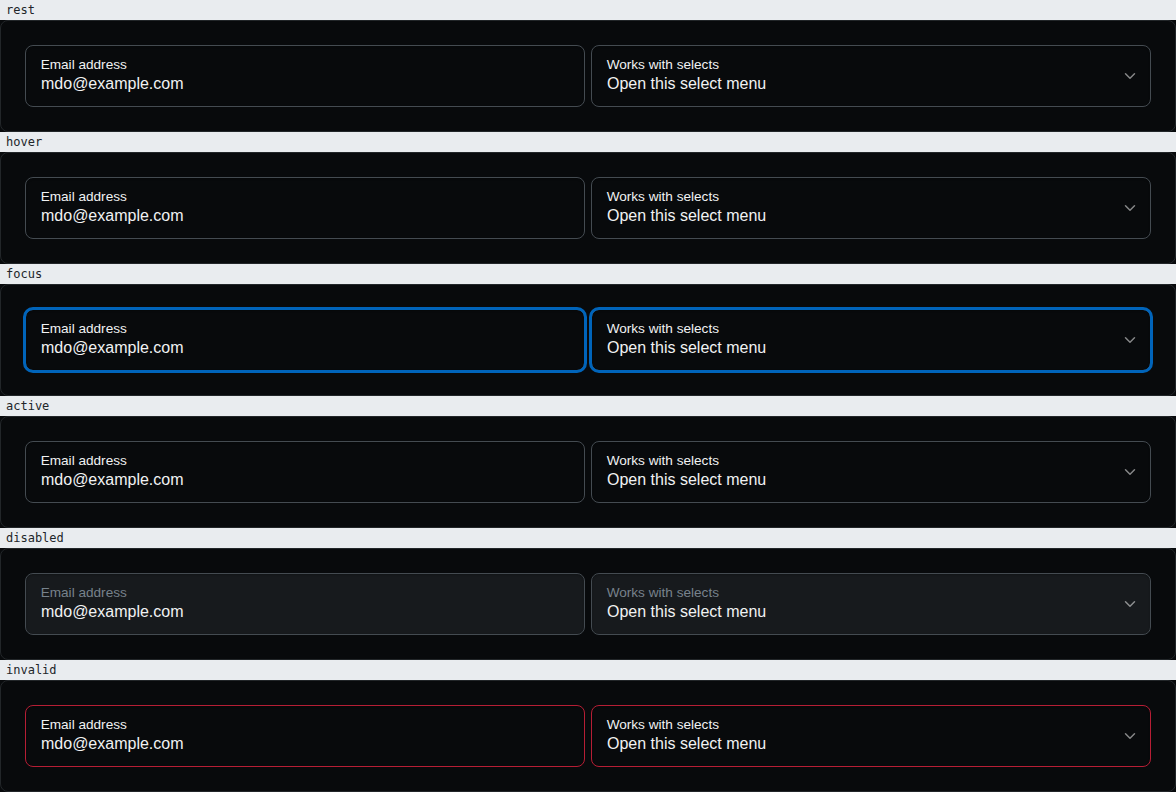 rest
Email address
mdo@example.com
Works with selects
Open this select menu
hover
Email address
mdo@example.com
Works with selects
Open this select menu
focus
Email address
mdo@example.com
Works with selects
Open this select menu
active
Email address
mdo@example.com
Works with selects
Open this select menu
disabled
Email address
mdo@example.com
Works with selects
Open this select menu
invalid
Email address
mdo@example.com
Works with selects
Open this select menu